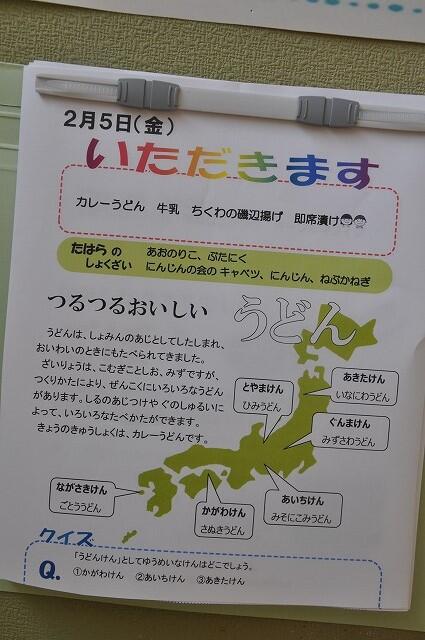 2月5日(金)
いただきます
カレーうどん 牛乳 ちくわの磯辺揚げ 即席漬け
たはら の あおのりこ、ぶたにく
しょくざい にんじんの会の キャベツ、にんじん、ねぶかねぎ
つるつるおいしい うどん
うどんは、しょみんのあじとしてしたしまれ、
おいわいのときにもたべられてきました。
ざいりょうは、こむぎことしお、みずですが、
つくりかたにより、ぜんこくにいろいろなうどん
があります。しるのあじつけや ぐのしゅるいに
よって、いろいろなたべかたができます。
きょうのきゅうしょくは、カレーうどんです。
あきたけん
いなにわうどん
とやまけん
ひみうどん
ぐんまけん
みずさわうどん
あいちけん
みそにこみうどん
かがわけん
さぬきうどん
ながさきけん
ごとううどん
クイズ
Q. 「うどんけん」としてゆうめいなけんはどこでしょう。
①かがわけん ②あいちけん ③あきたけん